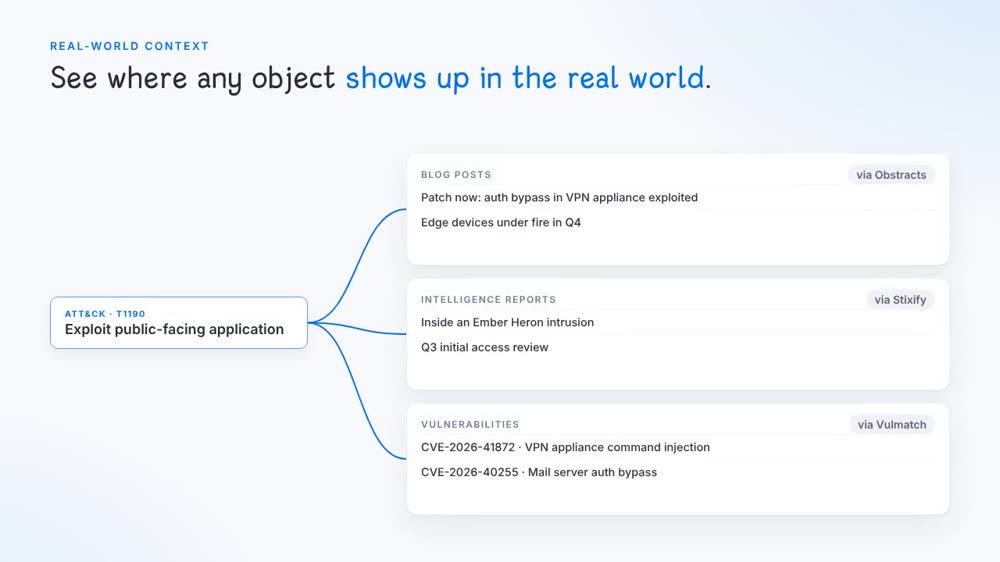 REAL-WORLD CONTEXT
See where any object shows up in the real world.
ATT&CK · T1190
Exploit public-facing application
BLOG POSTS
via Obstracts
Patch now: auth bypass in VPN appliance exploited
Edge devices under fire in Q4
INTELLIGENCE REPORTS
via Stixify
Inside an Ember Heron intrusion
Q3 initial access review
VULNERABILITIES
via Vulmatch
CVE-2026-41872 · VPN appliance command injection
CVE-2026-40255 · Mail server auth bypass